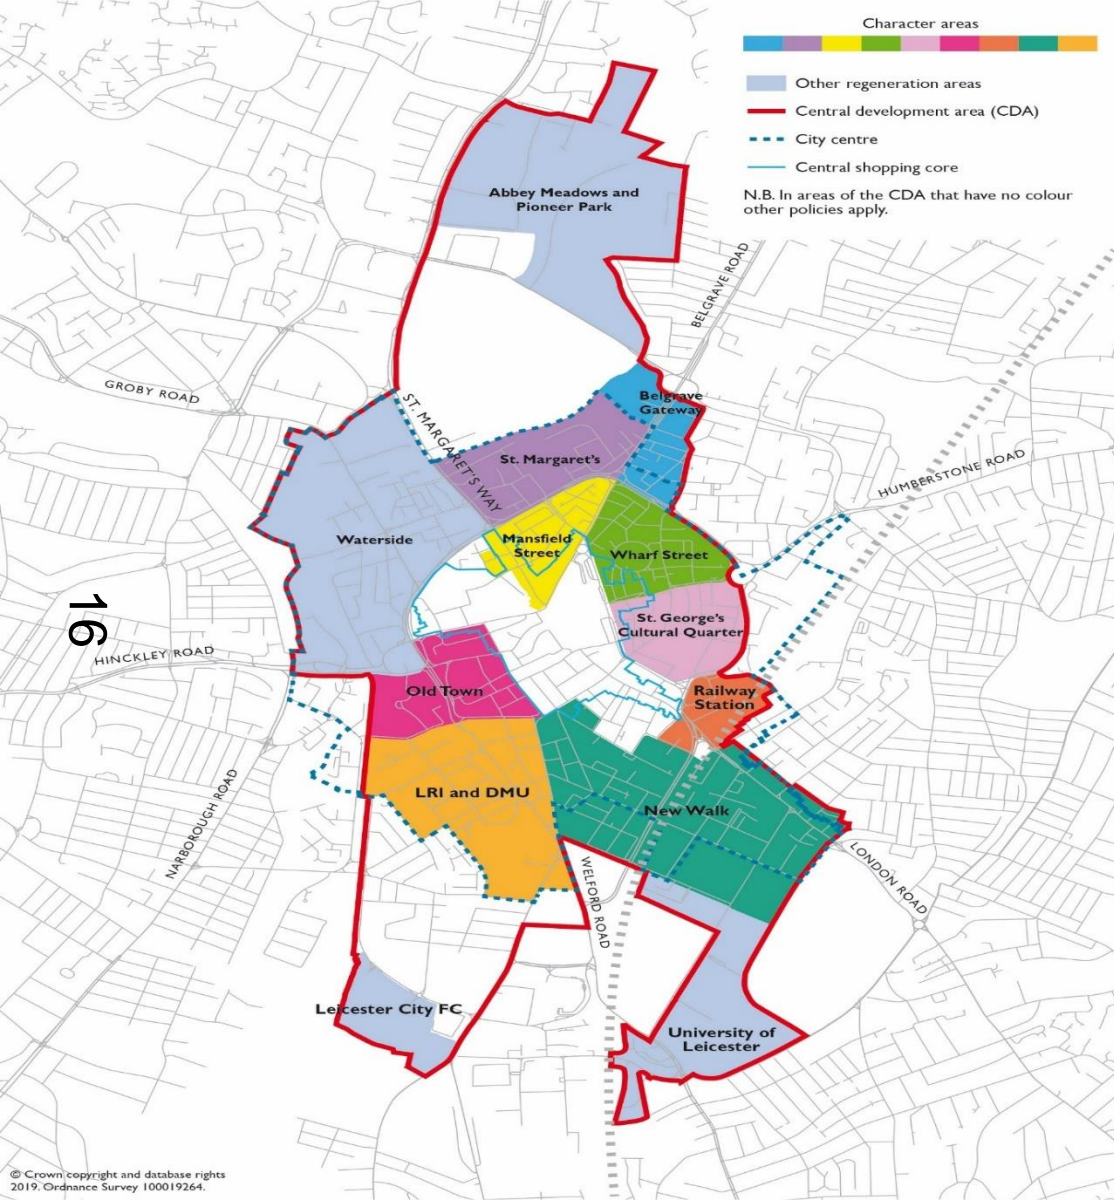 Character areas
Other regeneration areas
Central development area (CDA)
City centre
Central shopping core
N.B. In areas of the CDA that have no colour
other policies apply.
Abbey Meadows and
Pioneer Park
BELGRAVE ROAD
GROBY ROAD
ST. MARGARET'S WAY
Belgrave
Gateway
St. Margaret's
HUMBERSTONE ROAD
Waterside
Mansfield
Street
Wharf Street
16
St. George's
Cultural Quarter
HINCKLEY ROAD
Old Town
Railway
Station
LRI and DMU
New Walk
NARBOROUGH ROAD
WELFORD ROAD
LONDON ROAD
Leicester City FC
University of
Leicester
© Crown copyright and database rights
2019. Ordnance Survey 100019264.